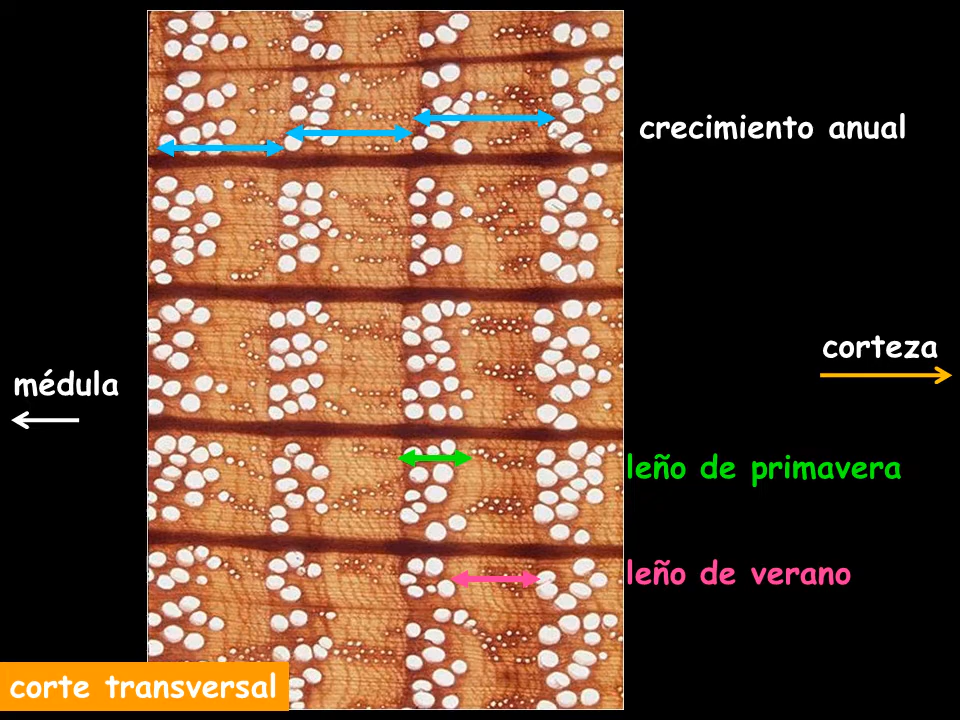 crecimiento anual
corteza
médula
leño de primavera
leño de verano
corte transversal